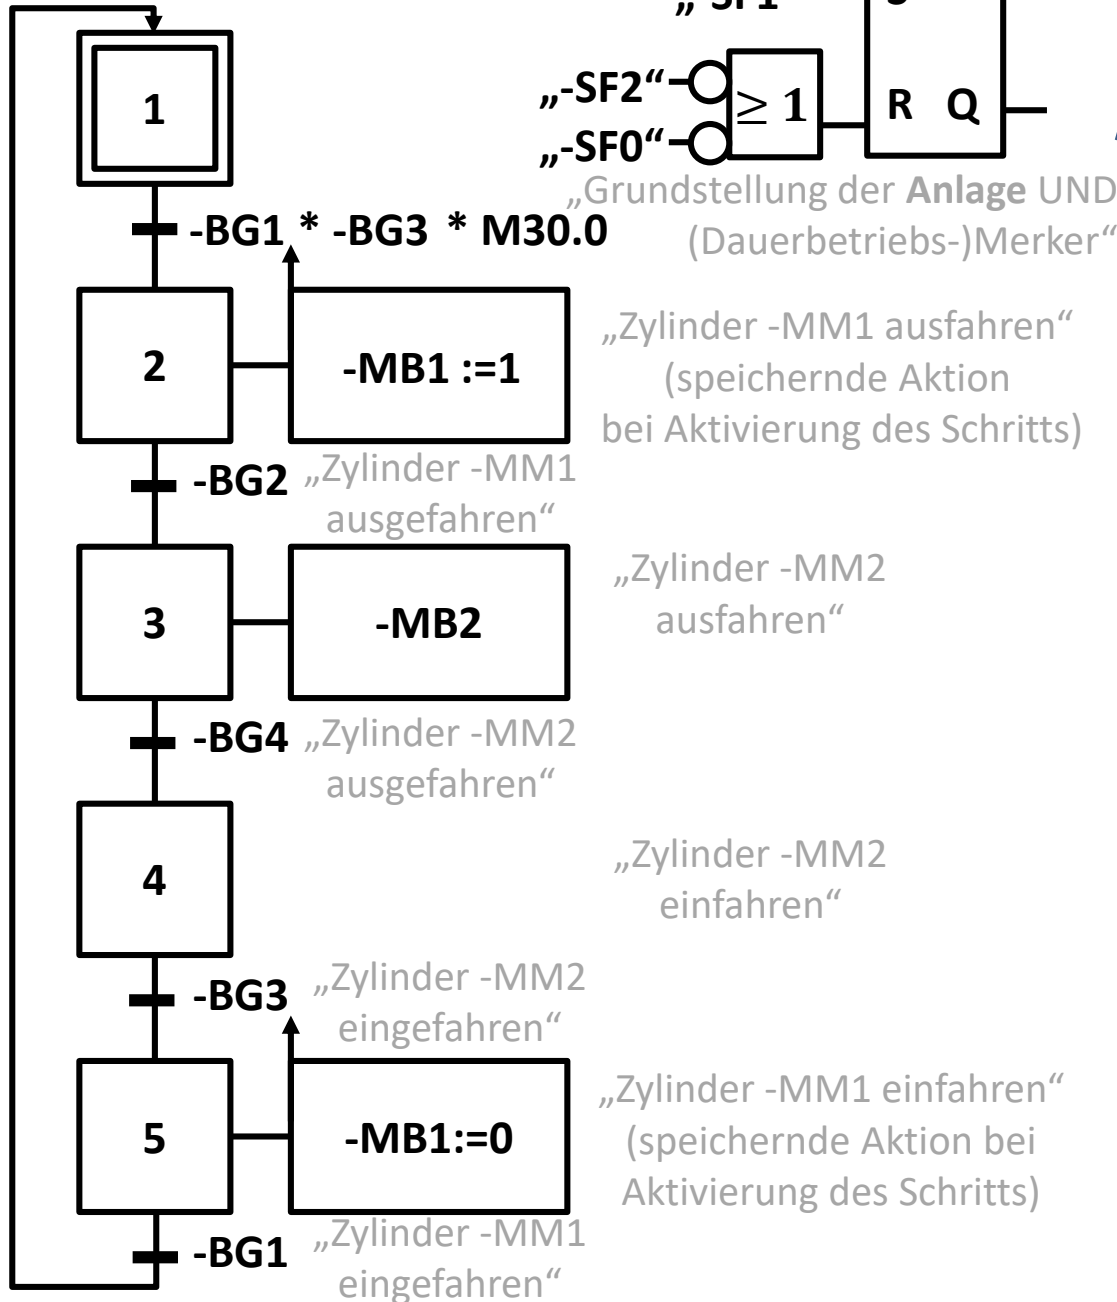 „-SF2“
„-SF0“
≥ 1
R Q
1
„Grundstellung der Anlage UND
(Dauerbetriebs-)Merker“
-BG1 * -BG3 * M30.0
2
-MB1 :=1
„Zylinder -MM1 ausfahren“
(speichernde Aktion
bei Aktivierung des Schritts)
-BG2
„Zylinder -MM1
ausgefahren“
3
-MB2
„Zylinder -MM2
ausfahren“
-BG4
„Zylinder -MM2
ausgefahren“
4
„Zylinder -MM2
einfahren“
-BG3
„Zylinder -MM2
eingefahren“
5
-MB1:=0
„Zylinder -MM1 einfahren“
(speichernde Aktion bei
Aktivierung des Schritts)
-BG1
„Zylinder -MM1
eingefahren“